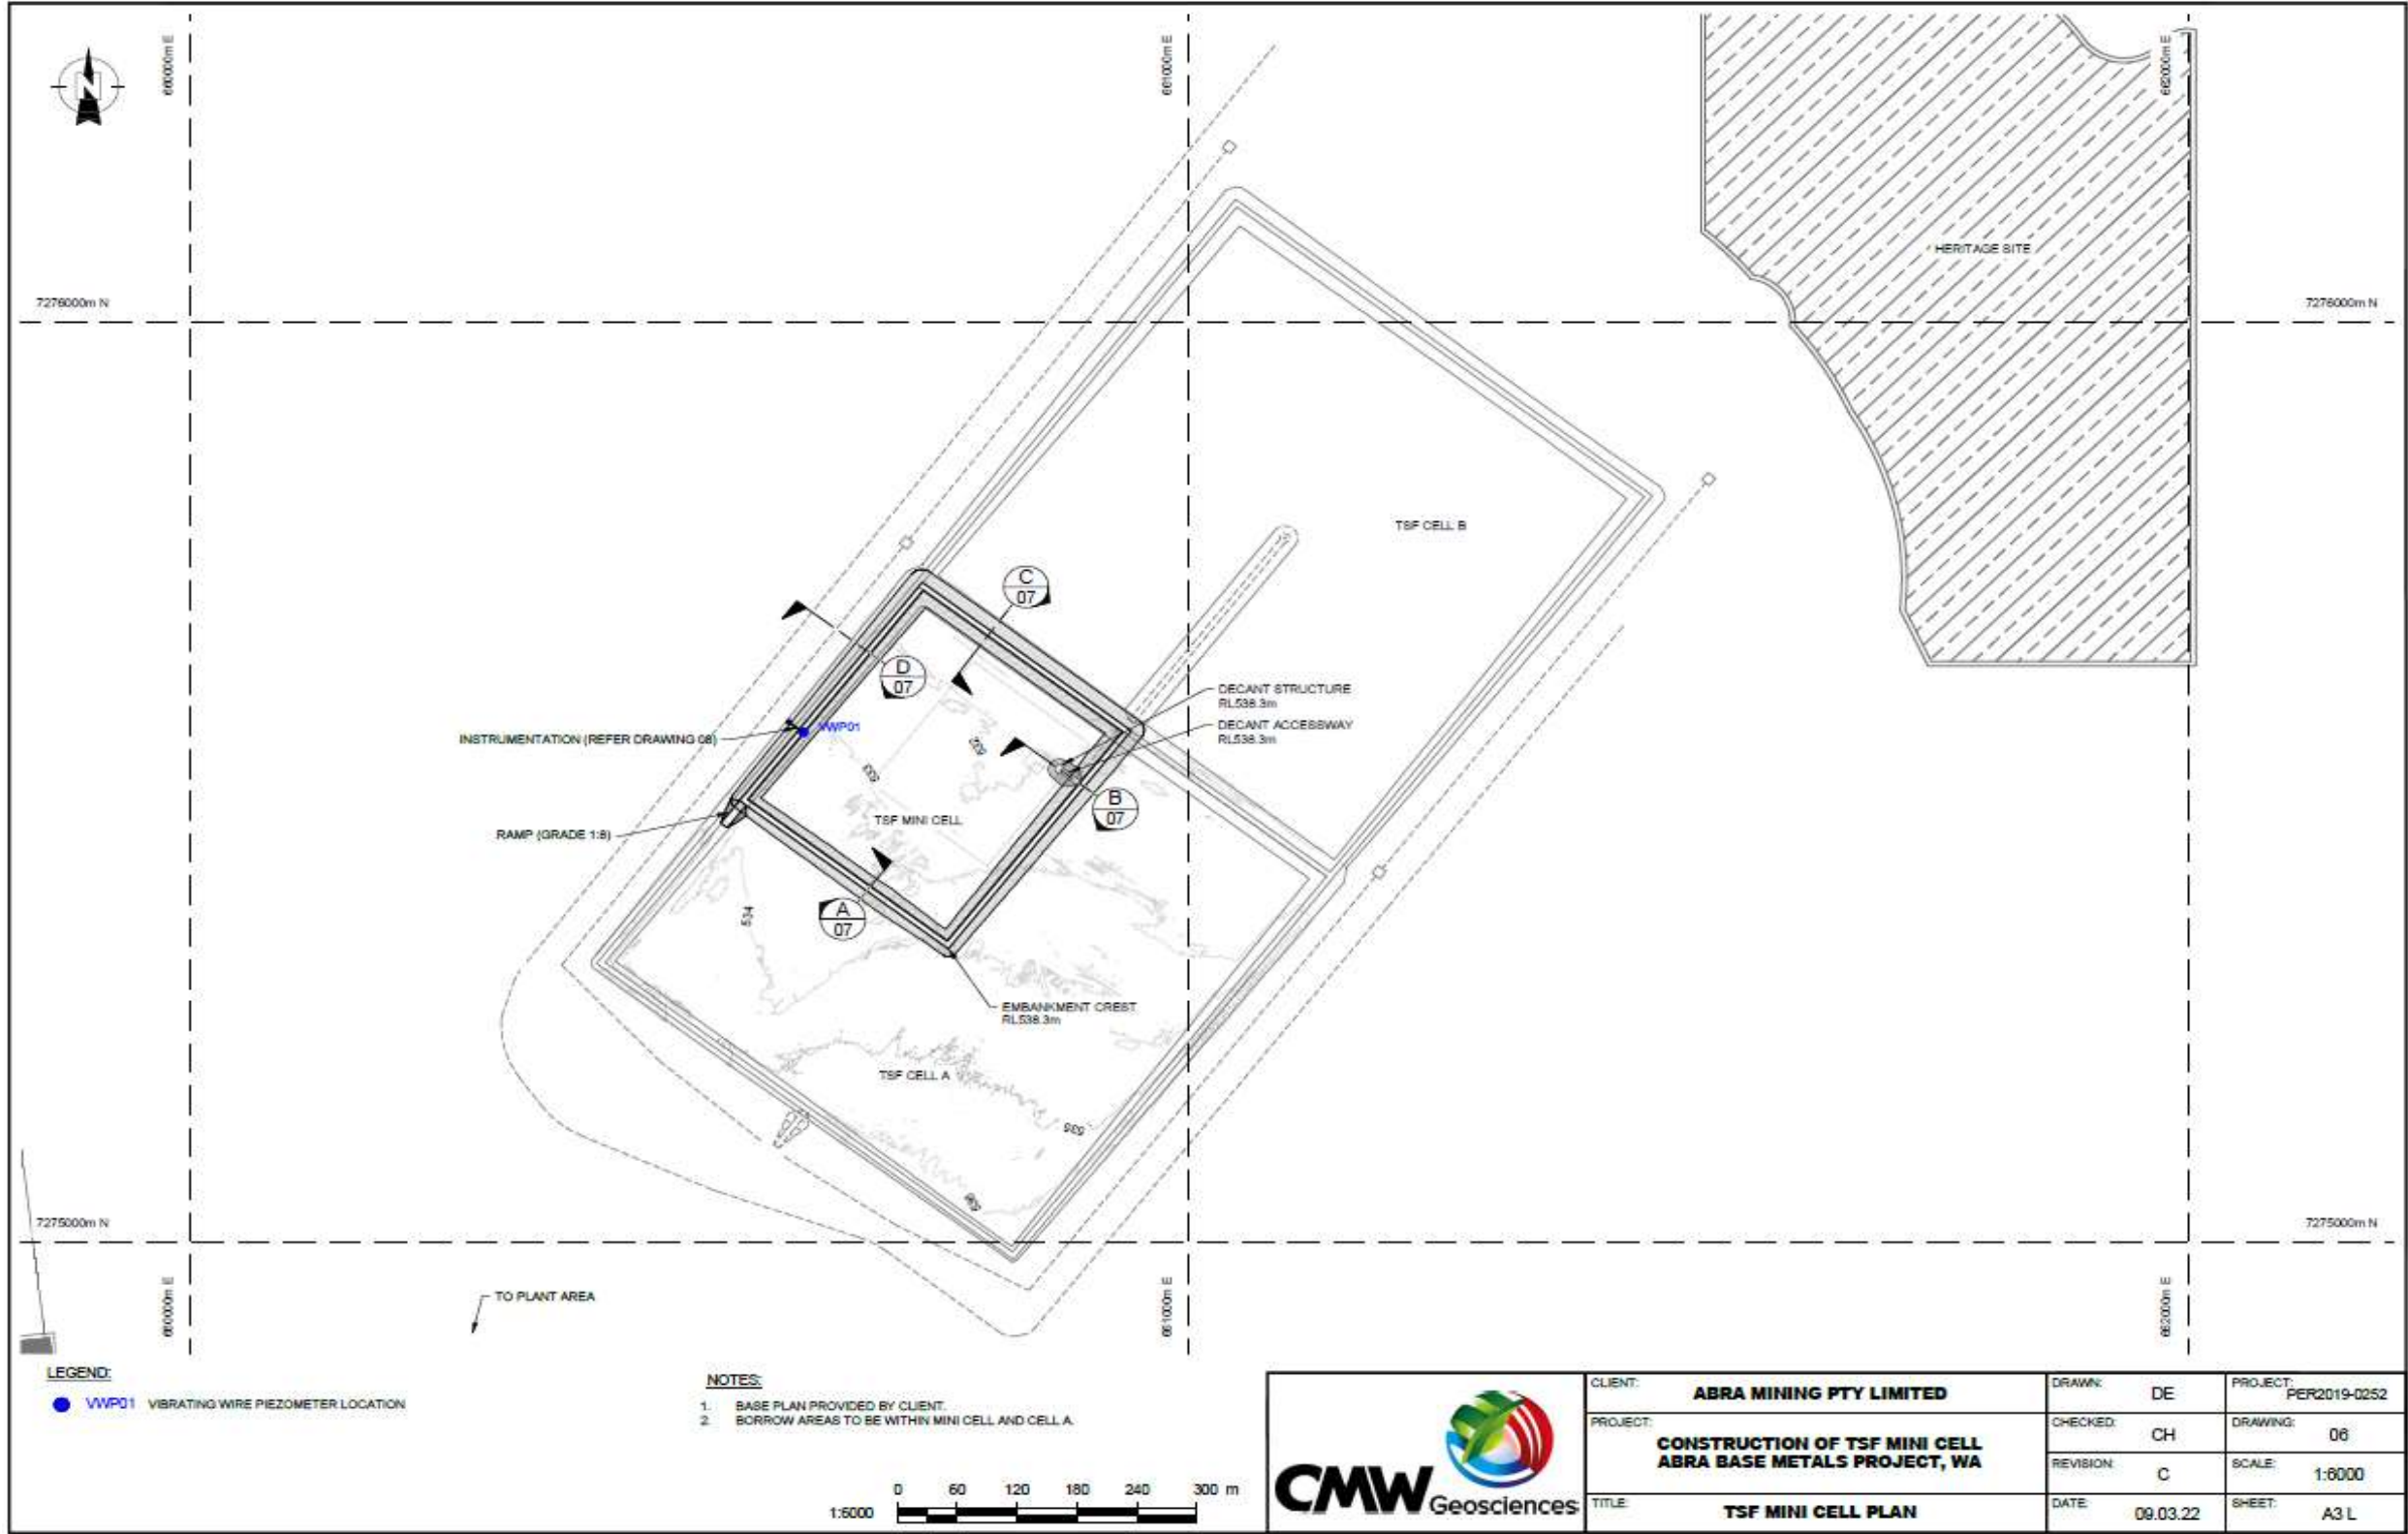 N
660000m E
661000m E
662000m E
HERITAGE SITE
7276000m N
7276000m N
TSF CELL B
C
07
D
07
DECANT STRUCTURE
RL538.3m
DECANT ACCESSWAY
RL538.3m
VWP01
INSTRUMENTATION (REFER DRAWING 08)
532
533
B
07
TSF MINI CELL
RAMP (GRADE 1:8)
A
07
534
EMBANKMENT CREST
RL538.3m
TSF CELL A
535
7275000m N
7275000m N
660000m E
661000m E
662000m E
TO PLANT AREA
LEGEND:
VWP01 VIBRATING WIRE PIEZOMETER LOCATION
NOTES:
1. BASE PLAN PROVIDED BY CLIENT.
2 BORROW AREAS TO BE WITHIN MINI CELL AND CELL A.
0 60 120 180 240 300 m
1:6000
CMW Geosciences
CLIENT: ABRA MINING PTY LIMITED
PROJECT:
CONSTRUCTION OF TSF MINI CELL
ABRA BASE METALS PROJECT, WA
TITLE: TSF MINI CELL PLAN
DRAWN: DE
PROJECT: PER2019-0252
CHECKED: CH
DRAWING: 06
REVISION: C
SCALE: 1:6000
DATE: 09.03.22
SHEET: A3 L